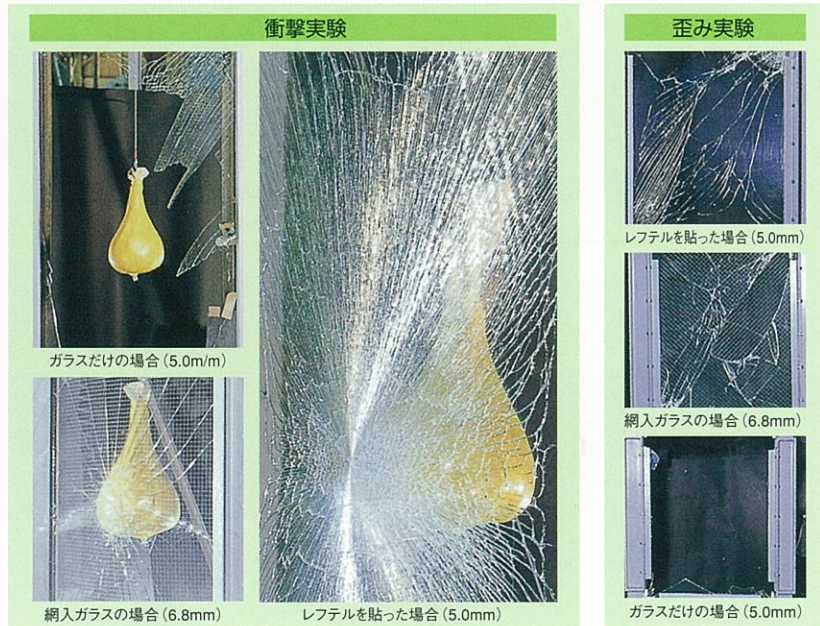 衝撃実験
ガラスだけの場合(5.0m/m)
網入ガラスの場合(6.8mm)
レフテルを貼った場合(5.0mm)
歪み実験
レフテルを貼った場合(5.0mm)
網入ガラスの場合(6.8mm)
ガラスだけの場合(5.0mm)